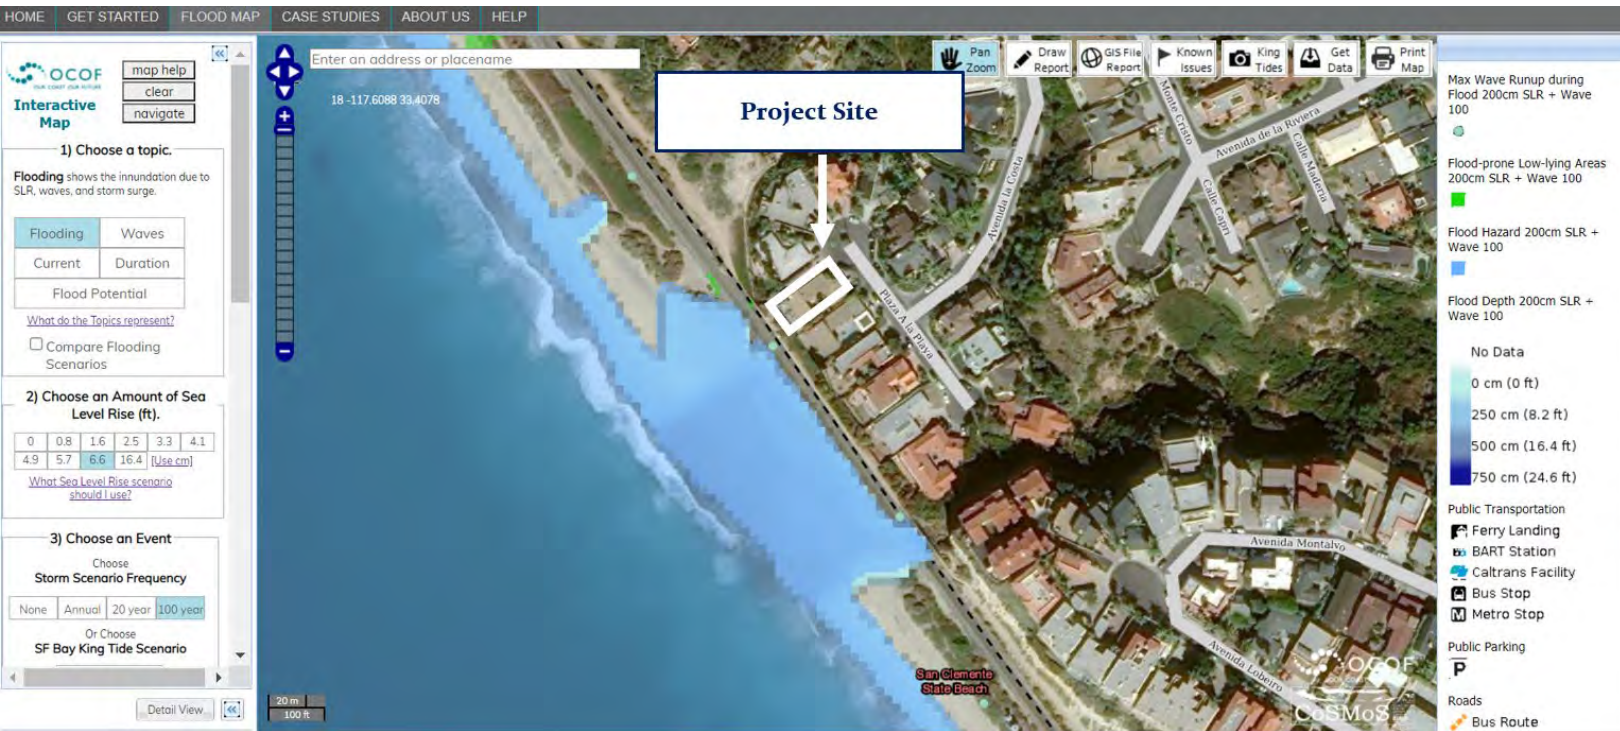 HOME GET STARTED FLOOD MAP CASE STUDIES ABOUT US HELP
OCOF
YOUR COAST OUR FUTURE
Interactive
Map
map help
clear
navigate
1) Choose a topic.
Flooding shows the innundation due to
SLR, waves, and storm surge.
Flooding Waves
Current Duration
Flood Potential
What do the Topics represent?
Compare Flooding
Scenarios
2) Choose an Amount of Sea
Level Rise (ft).
0 0.8 1.6 2.5 3.3 4.1
4.9 5.7 6.6 16.4 [Use cm]
What Sea Level Rise scenario
should I use?
3) Choose an Event
Choose
Storm Scenario Frequency
None Annual 20 year 100 year
Or Choose
SF Bay King Tide Scenario
Detail View...
Enter an address or placename
18 -117.6088 33.4078
Pan
Zoom
Draw
Report
GIS File
Report
Known
Issues
King
Tides
Get
Data
Print
Map
Project Site
Monte Cristo
Avenida de la Riviera
Calle Maderia
Calle Capri
Avenida la Costa
Plaza A la Playa
Avenida Montalvo
Avenida Lobeiro
San Clemente
State Beach
20 m
100 ft
OCOF
CoSMoS
Max Wave Runup during
Flood 200cm SLR + Wave
100
Flood-prone Low-lying Areas
200cm SLR + Wave 100
Flood Hazard 200cm SLR +
Wave 100
Flood Depth 200cm SLR +
Wave 100
No Data
0 cm (0 ft)
250 cm (8.2 ft)
500 cm (16.4 ft)
750 cm (24.6 ft)
Public Transportation
Ferry Landing
BART Station
Caltrans Facility
Bus Stop
M Metro Stop
Public Parking
P
Roads
Bus Route